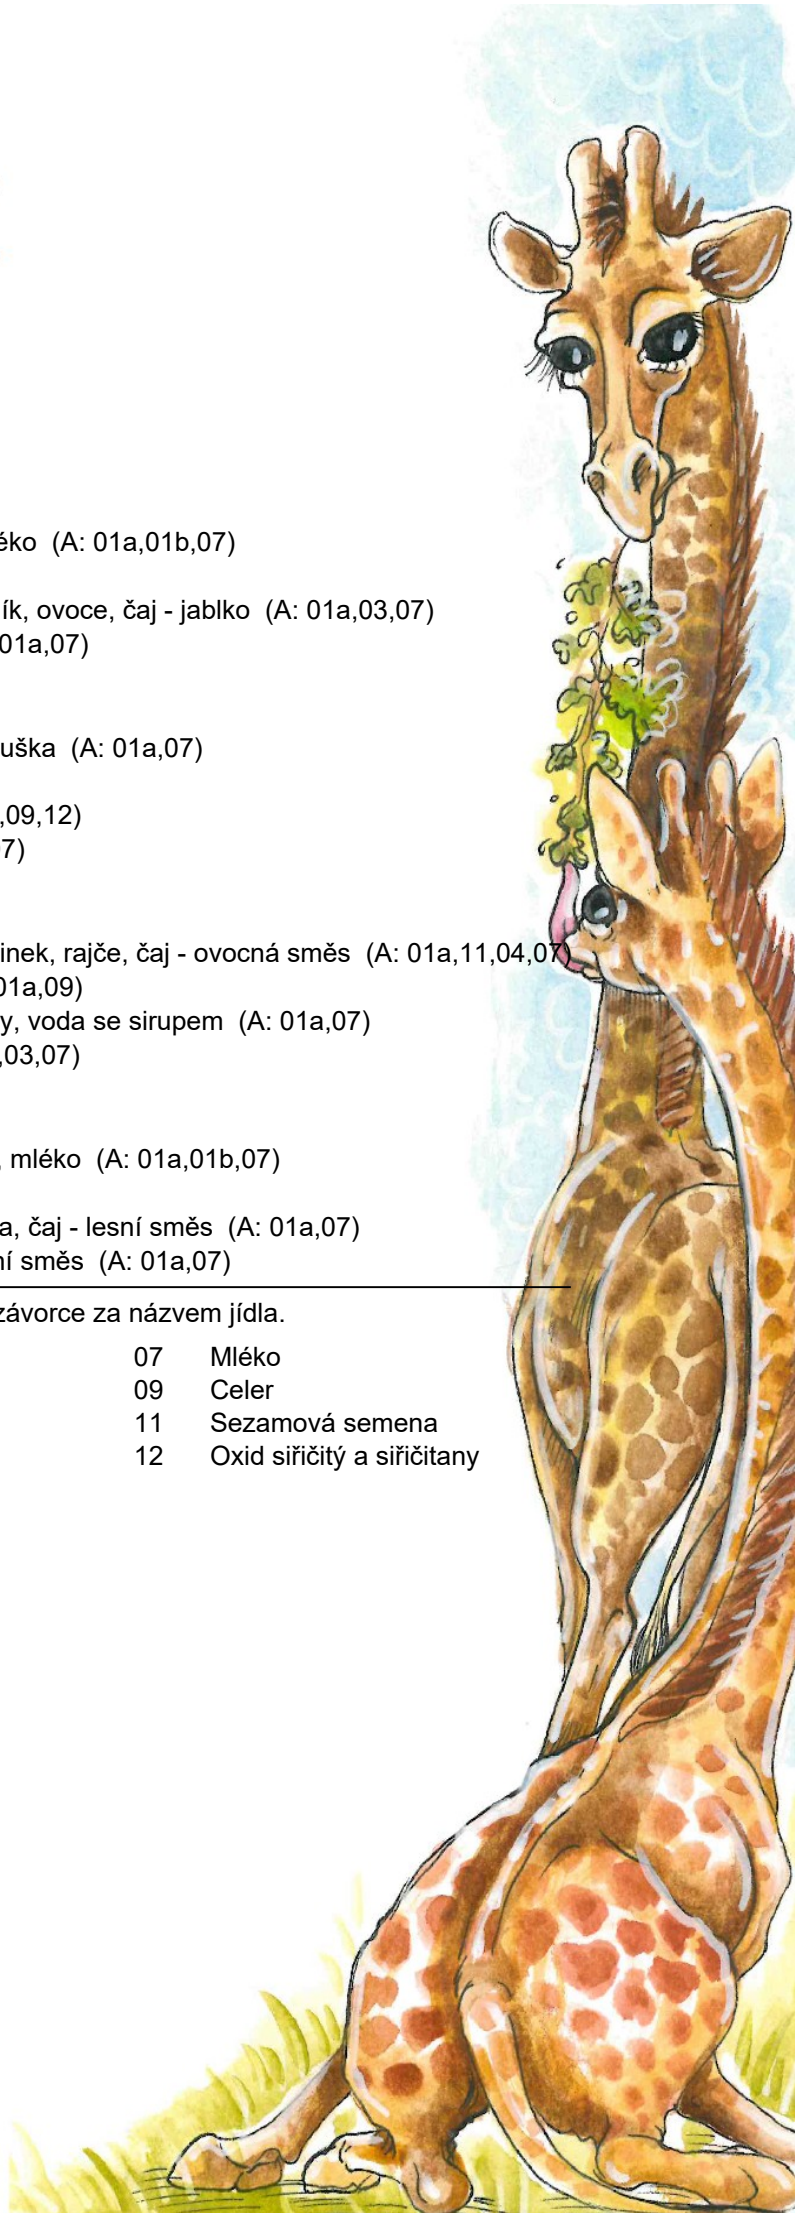 éko (A: 01a,01b,07)
ík, ovoce, čaj - jablko (A: 01a,03,07)
01a,07)
uška (A: 01a,07)
,09,12)
7)
inek, rajče, čaj - ovocná směs (A: 01a,11,04,07)
01a,09)
y, voda se sirupem (A: 01a,07)
,03,07)
, mléko (A: 01a,01b,07)
a, čaj - lesní směs (A: 01a,07)
ní směs (A: 01a,07)
závorce za názvem jídla.
07 Mléko
09 Celer
11 Sezamová semena
12 Oxid siřičitý a siřičitany